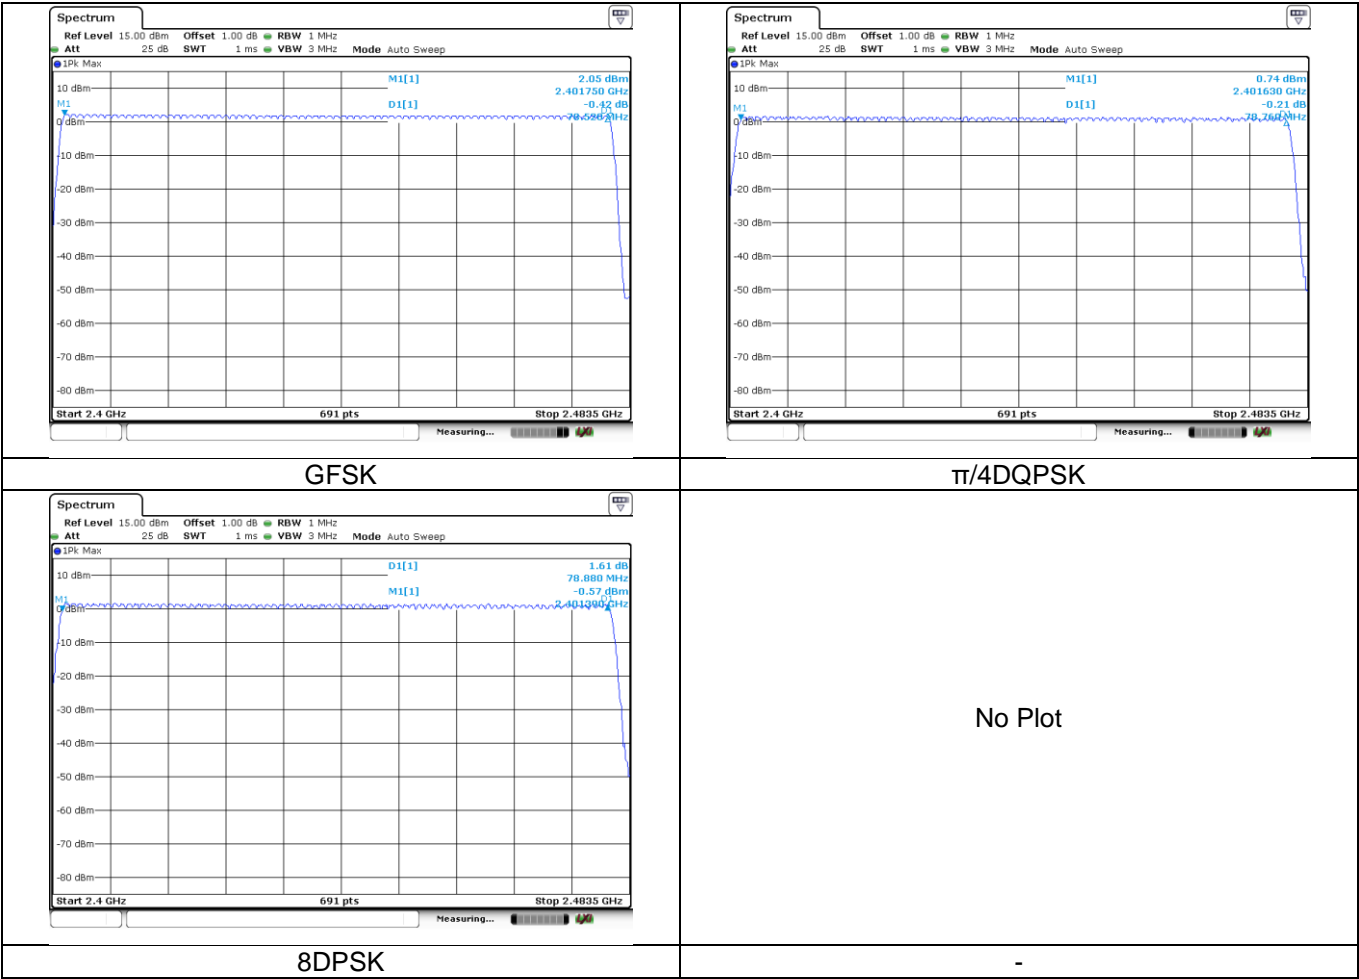 Spectrum
Ref Level 15.00 dBm Offset 1.00 dB RBW 1 MHz
Att 25 dB SWT 1 ms VBW 3 MHz Mode Auto Sweep
1Pk Max
M1[1] 2.05 dBm
2.401750 GHz
D1[1] -0.42 dB
MHz
M1
D1
10 dBm
0 dBm
-10 dBm
-20 dBm
-30 dBm
-40 dBm
-50 dBm
-60 dBm
-70 dBm
-80 dBm
Start 2.4 GHz 691 pts Stop 2.4835 GHz
Measuring...
GFSK
Spectrum
Ref Level 15.00 dBm Offset 1.00 dB RBW 1 MHz
Att 25 dB SWT 1 ms VBW 3 MHz Mode Auto Sweep
1Pk Max
M1[1] 0.74 dBm
2.401630 GHz
D1[1] -0.21 dB
78.760 MHz
M1
10 dBm
0 dBm
-10 dBm
-20 dBm
-30 dBm
-40 dBm
-50 dBm
-60 dBm
-70 dBm
-80 dBm
Start 2.4 GHz 691 pts Stop 2.4835 GHz
Measuring...
π/4DQPSK
Spectrum
Ref Level 15.00 dBm Offset 1.00 dB RBW 1 MHz
Att 25 dB SWT 1 ms VBW 3 MHz Mode Auto Sweep
1Pk Max
D1[1] 1.61 dB
78.880 MHz
M1[1] -0.57 dBm
2.401390 GHz
M1
D1
10 dBm
0 dBm
-10 dBm
-20 dBm
-30 dBm
-40 dBm
-50 dBm
-60 dBm
-70 dBm
-80 dBm
Start 2.4 GHz 691 pts Stop 2.4835 GHz
Measuring...
8DPSK
No Plot
-